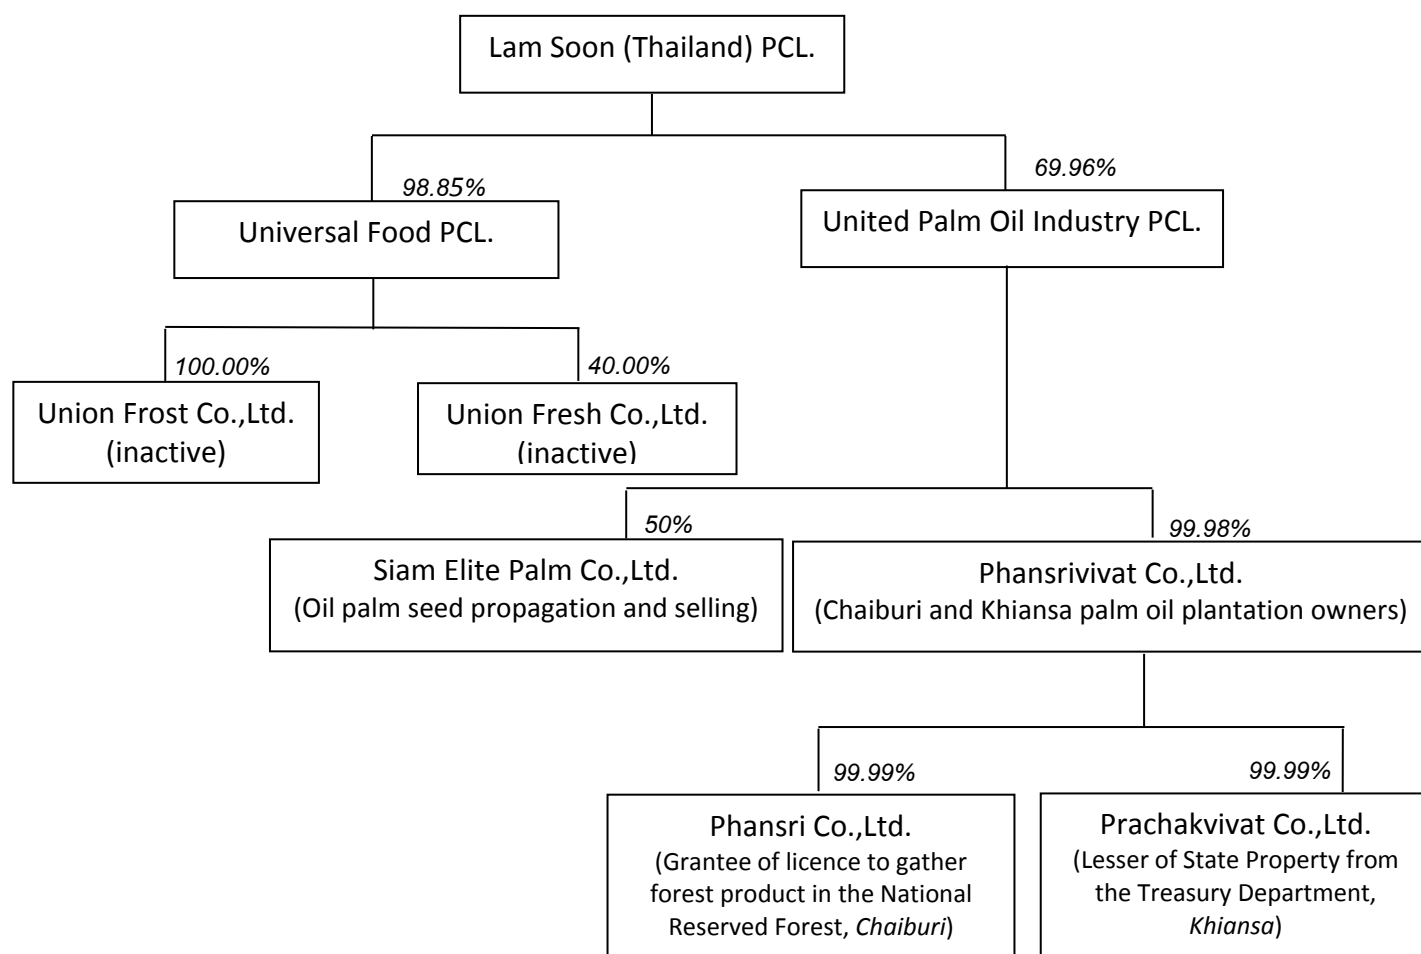 Lam Soon (Thailand) PCL.
98.85%
69.96%
Universal Food PCL.
United Palm Oil Industry PCL.
100.00%
40.00%
Union Frost Co.,Ltd.
(inactive)
Union Fresh Co.,Ltd.
(inactive)
50%
99.98%
Siam Elite Palm Co.,Ltd.
(Oil palm seed propagation and selling)
Phansrivivat Co.,Ltd.
(Chaiburi and Khiansa palm oil plantation owners)
99.99%
99.99%
Phansri Co.,Ltd.
(Grantee of licence to gather
forest product in the National
Reserved Forest, Chaiburi)
Prachakvivat Co.,Ltd.
(Lesser of State Property from
the Treasury Department,
Khiansa)